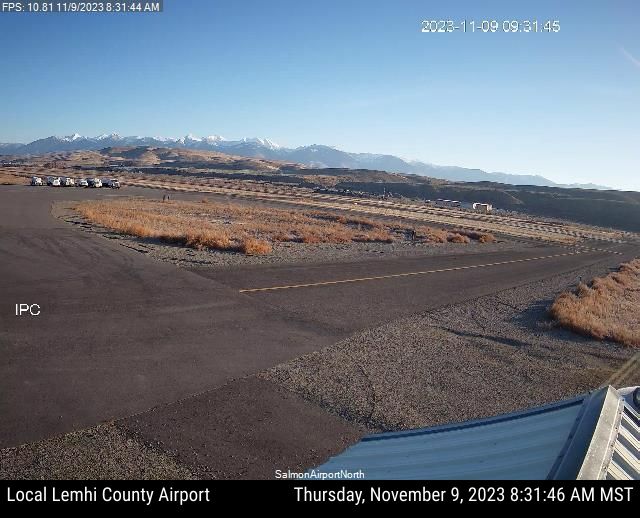 FPS: 10.81 11/9/2023 8:31:44 AM
2023-11-09 09:31:45
IPC
SalmonAirportNorth
Local Lemhi County Airport Thursday, November 9, 2023 8:31:46 AM MST